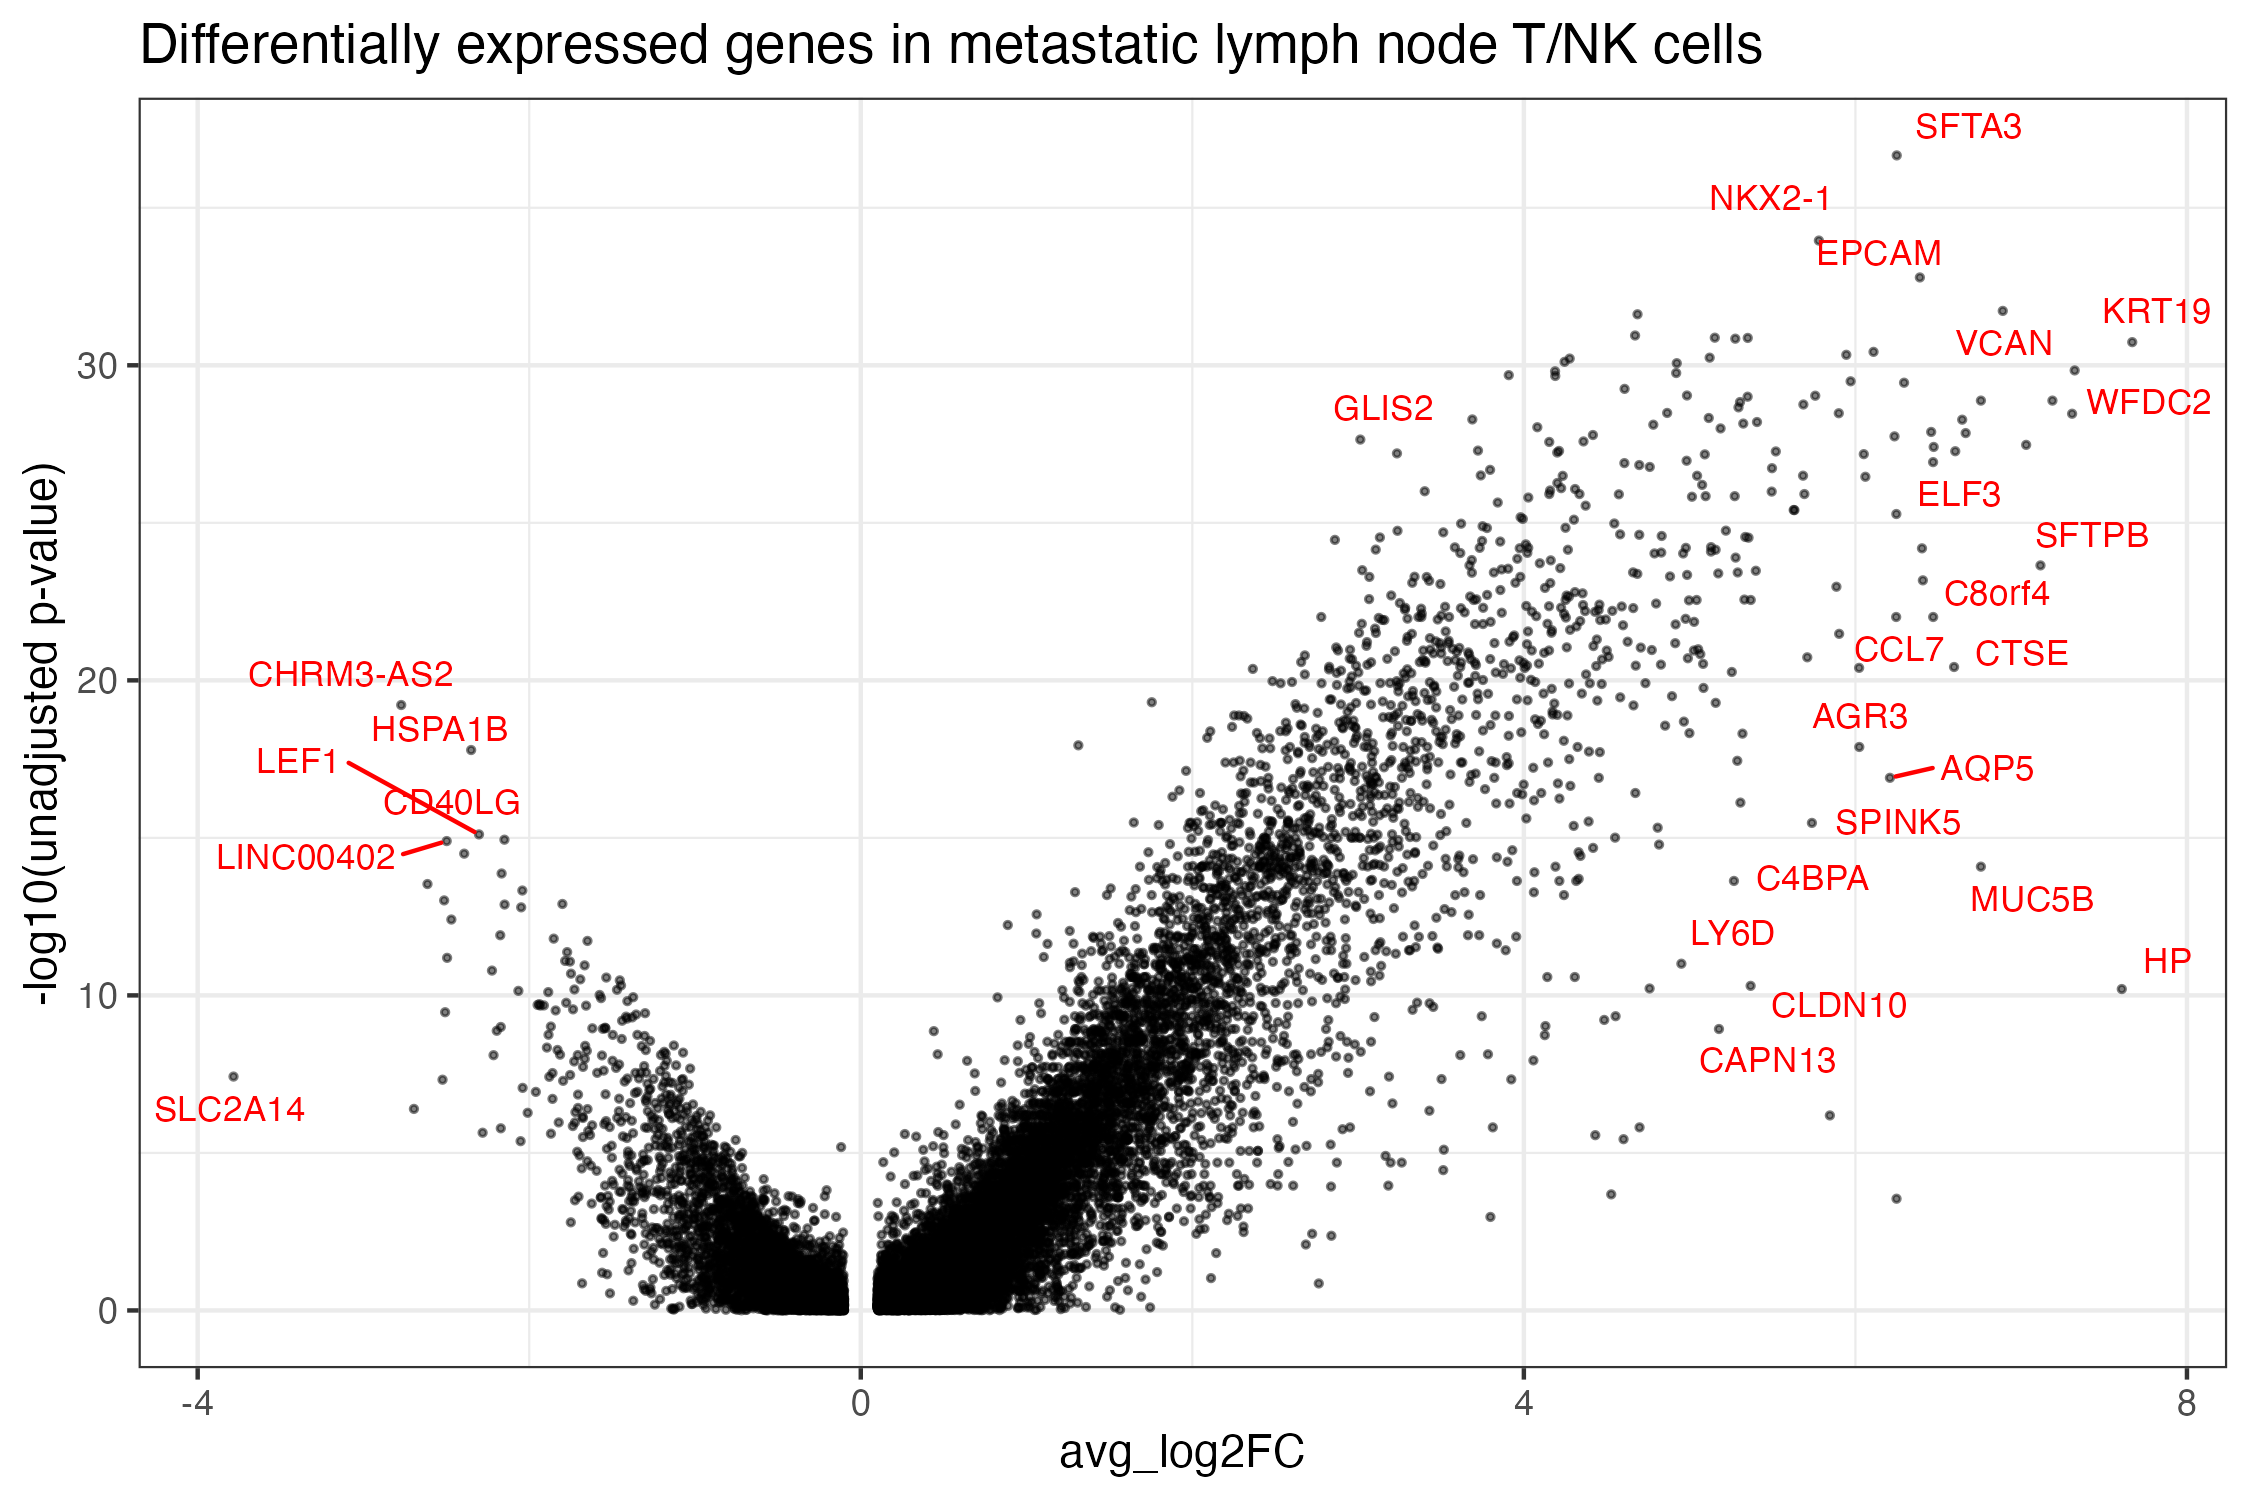 Differentially expressed genes in metastatic lymph node T/NK cells
SFTA3
NKX2-1
EPCAM
KRT19
VCAN
WFDC2
GLIS2
ELF3
SFTPB
C8orf4
CCL7
CTSE
AGR3
AQP5
SPINK5
C4BPA
MUC5B
LY6D
HP
CLDN10
CAPN13
CHRM3-AS2
HSPA1B
LEF1
CD40LG
LINC00402
SLC2A14
30
20
10
0
-log10(unadjusted p-value)
-4
0
4
8
avg_log2FC